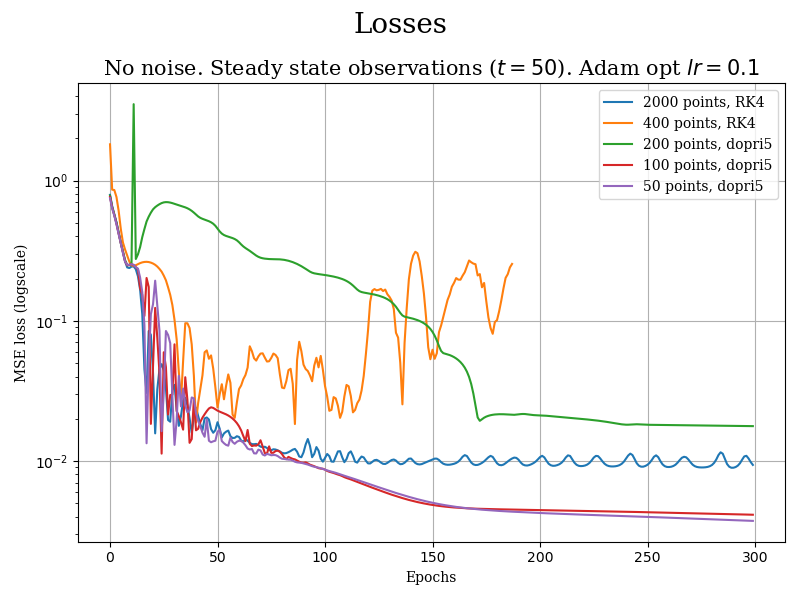 Losses
No noise. Steady state observations (t = 50). Adam opt lr = 0.1
2000 points, RK4
400 points, RK4
200 points, dopri5
100 points, dopri5
50 points, dopri5
MSE loss (logscale)
10⁰
10⁻¹
10⁻²
0 50 100 150 200 250 300
Epochs